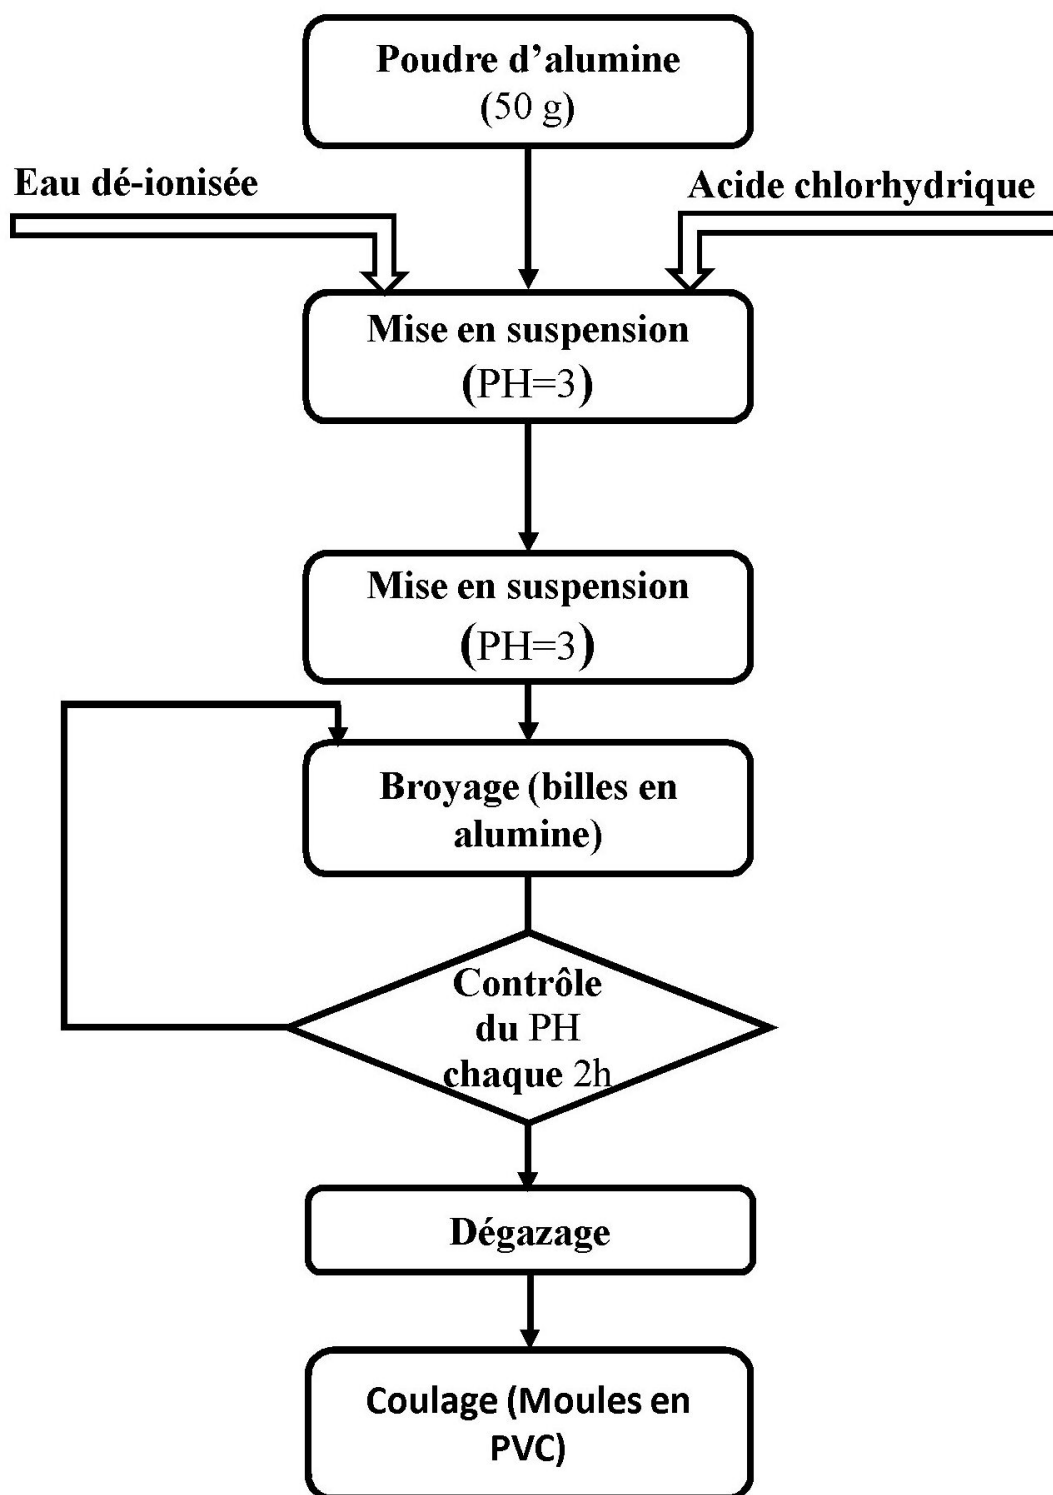 Poudre d’alumine
(50 g)
Eau dé-ionisée
Acide chlorhydrique
Mise en suspension
(PH=3)
Mise en suspension
(PH=3)
Broyage (billes en
alumine)
Contrôle
du PH
chaque 2h
Dégazage
Coulage (Moules en
PVC)